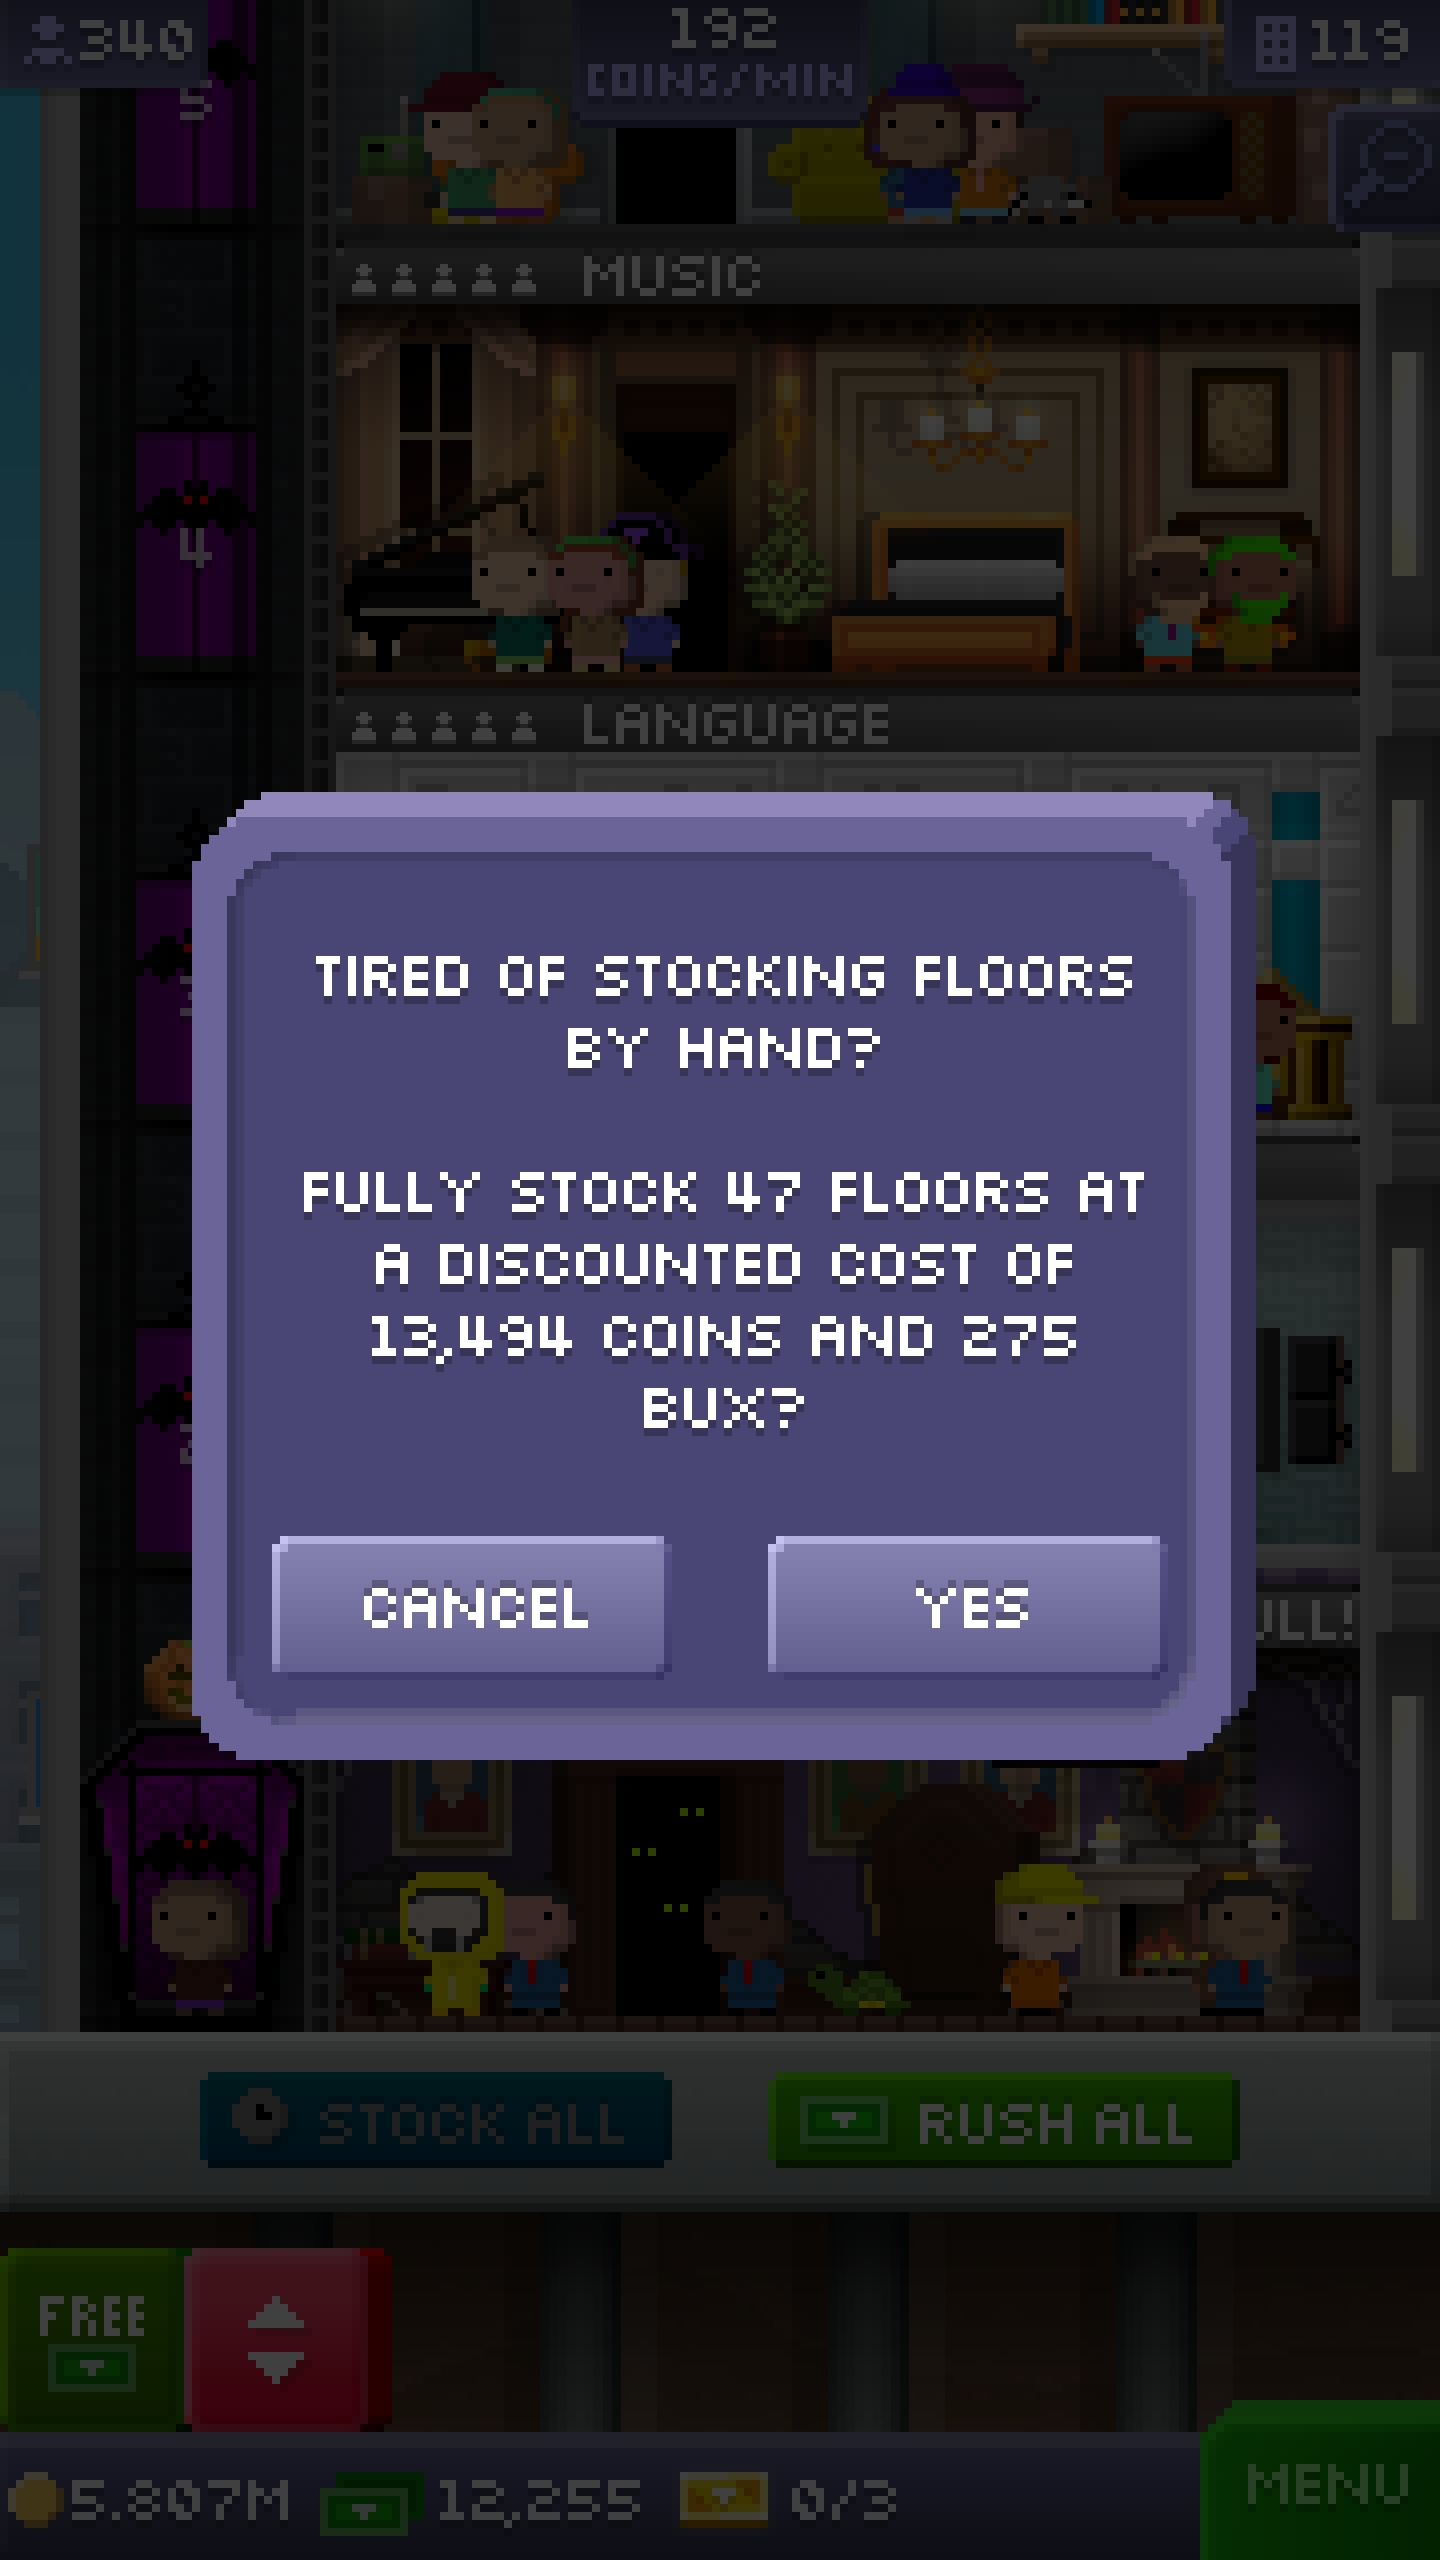 340
192
COINS/MIN
119
5
MUSIC
4
LANGUAGE
TIRED OF STOCKING FLOORS
BY HAND?
FULLY STOCK 47 FLOORS AT
A DISCOUNTED COST OF
13,494 COINS AND 275
BUX?
CANCEL
YES
STOCK ALL
RUSH ALL
FREE
5.807M
12,255
0/3
MENU